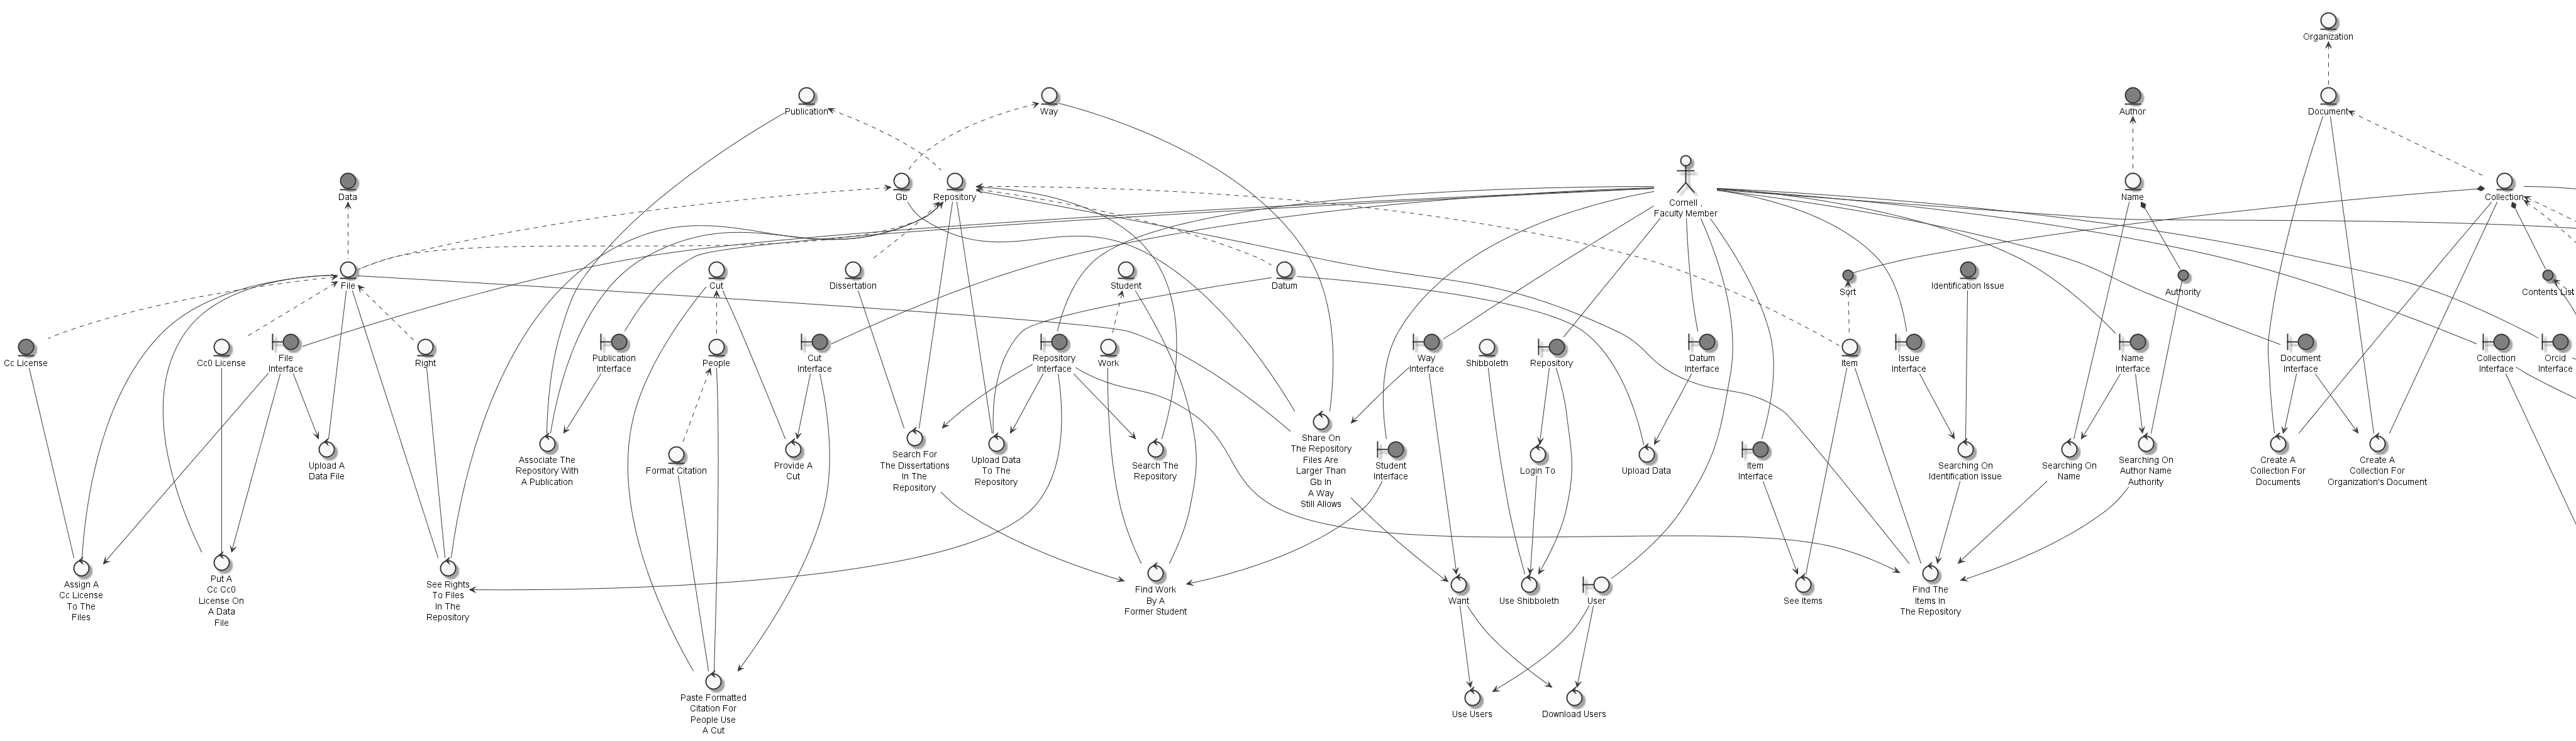 Organization
Publication
Way
Author
Document
Data
Gb
Repository
Cornell ,
Faculty Member
Name
Collection
File
Cut
Dissertation
Student
Datum
Sort
Identification Issue
Authority
Contents List
Cc License
Cc0 License
File
Interface
Right
Publication
Interface
People
Cut
Interface
Repository
Interface
Work
Way
Interface
Shibboleth
Repository
Datum
Interface
Item
Issue
Interface
Name
Interface
Document
Interface
Collection
Interface
Orcid
Interface
Upload A
Data File
Associate The
Repository With
A Publication
Format Citation
Provide A
Cut
Search For
The Dissertations
In The
Repository
Upload Data
To The
Repository
Search The
Repository
Share On
The Repository
Files Are
Larger Than
Gb In
A Way
Still Allows
Student
Interface
Login To
Upload Data
Item
Interface
Searching On
Identification Issue
Searching On
Name
Searching On
Author Name
Authority
Create A
Collection For
Documents
Create A
Collection For
Organization's Document
Assign A
Cc License
To The
Files
Put A
Cc Cc0
License On
A Data
File
See Rights
To Files
In The
Repository
Find Work
By A
Former Student
Want
Use Shibboleth
User
See Items
Find The
Items In
The Repository
Paste Formatted
Citation For
People Use
A Cut
Use Users
Download Users